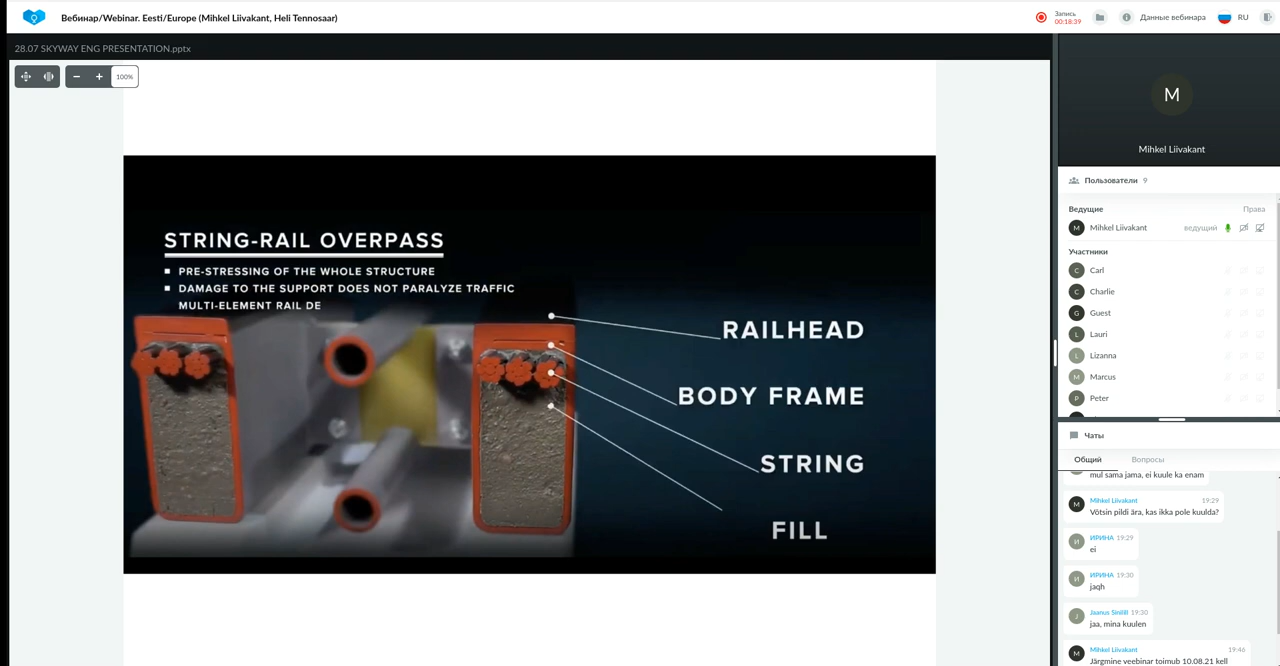 Вебинар/Webinar. Eesti/Europe (Mihkel Liivakant, Heli Tennosaar)
Запись
00:18:39
Данные вебинара
RU
28.07 SKYWAY ENG PRESENTATION.pptx
100%
STRING-RAIL OVERPASS
PRE-STRESSING OF THE WHOLE STRUCTURE
DAMAGE TO THE SUPPORT DOES NOT PARALYZE TRAFFIC
MULTI-ELEMENT RAIL DE
RAILHEAD
BODY FRAME
STRING
FILL
M
Mihkel Liivakant
Пользователи 9
Ведущие Права
M Mihkel Liivakant ведущий
Участники
C Carl
C Charlie
G Guest
L Lauri
L Lizanna
M Marcus
P Peter
Чаты
Общий Вопросы
mul sama jama, ei kuule ka enam
M Mihkel Liivakant 19:29
Võtsin pildi ära, kas ikka pole kuulda?
И ИРИНА 19:29
ei
И ИРИНА 19:30
jaqh
J Jaanus Sinilill 19:30
jaa, mina kuulen
M Mihkel Liivakant 19:46
Järgmine veebinar toimub 10.08.21 kell